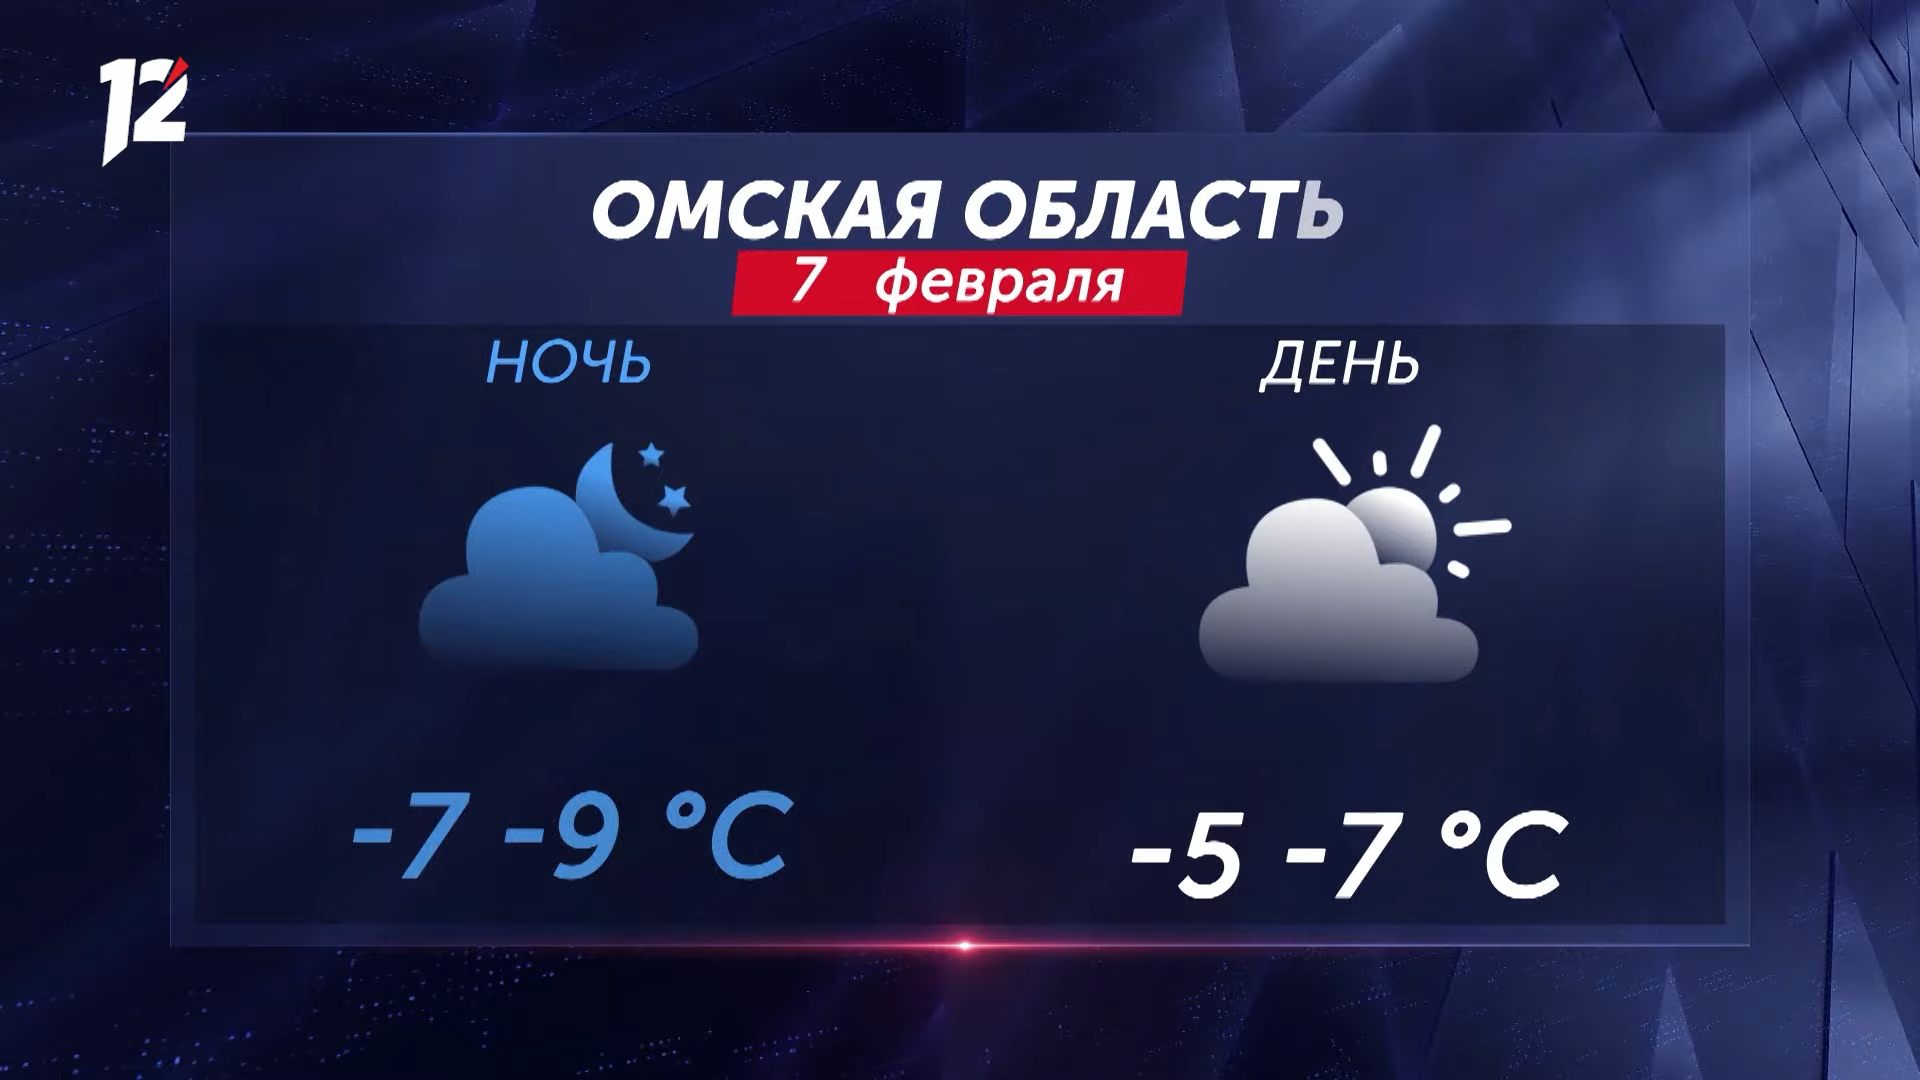 12
ОМСКАЯ ОБЛАСТЬ
7 февраля
НОЧЬ
ДЕНЬ
-7 -9 °C
-5 -7 °C